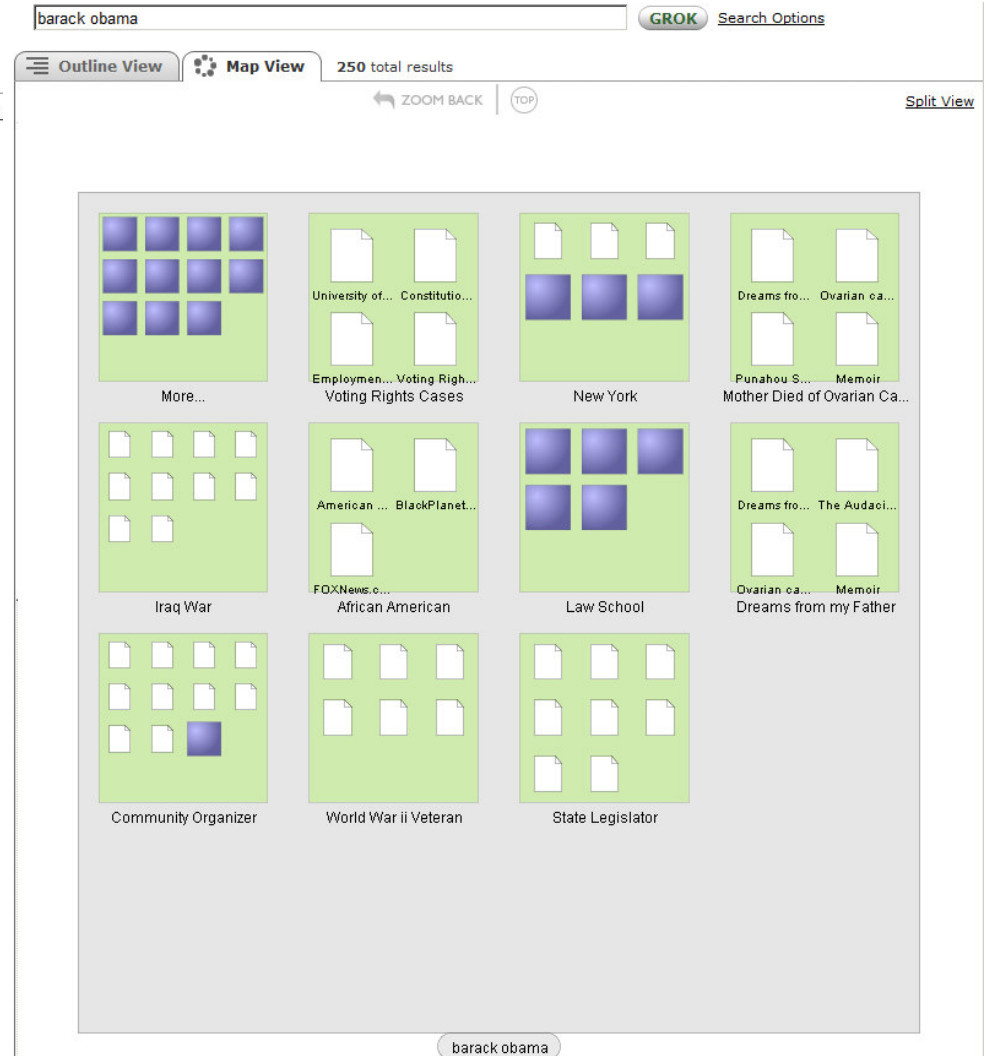 barack obama GROK Search Options
Outline View Map View 250 total results
ZOOM BACK TOP Split View
University of... Constitutio... Dreams fro... Ovarian ca...
Employmen... Voting Righ... Punahou S... Memoir
More... Voting Rights Cases New York Mother Died of Ovarian Ca...
American ... BlackPlanet... Dreams fro... The Audaci...
FOXNews.c... Ovarian ca... Memoir
Iraq War African American Law School Dreams from my Father
Community Organizer World War ii Veteran State Legislator
barack obama